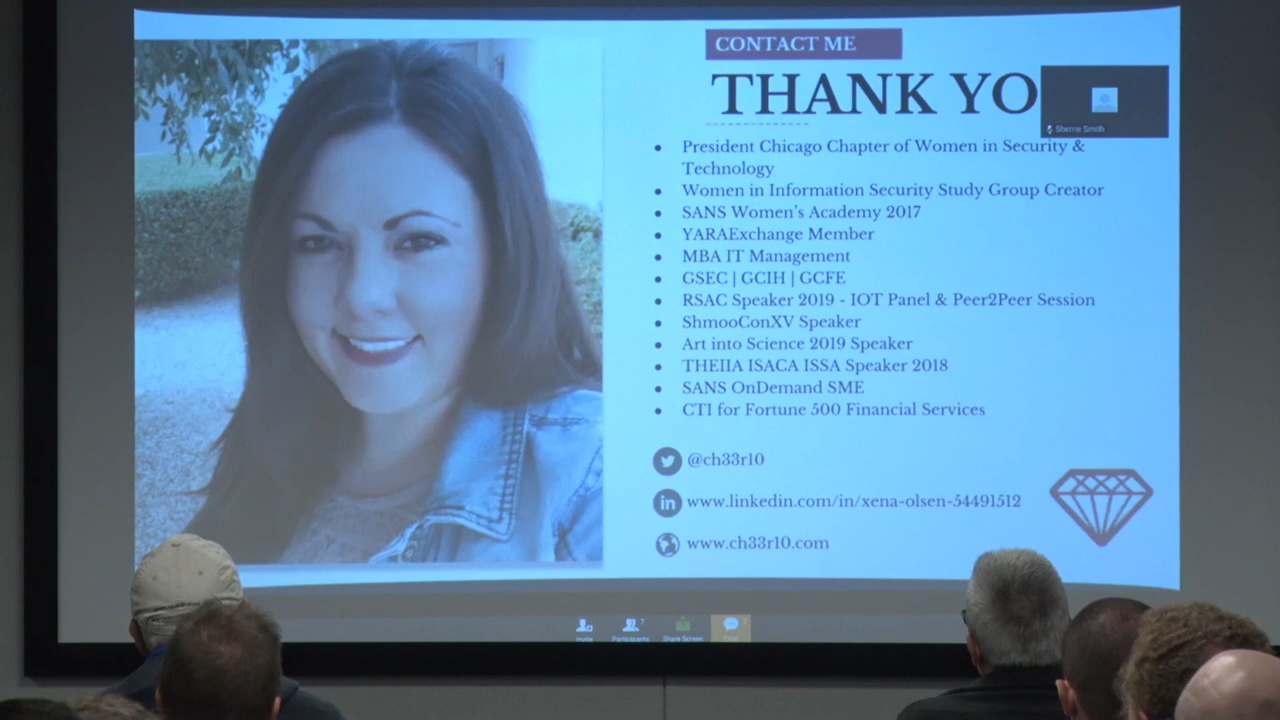 CONTACT ME
THANK YO
Sherrie Smith
President Chicago Chapter of Women in Security &
Technology
Women in Information Security Study Group Creator
SANS Women's Academy 2017
YARAExchange Member
MBA IT Management
GSEC | GCIH | GCFE
RSAC Speaker 2019 - IOT Panel & Peer2Peer Session
ShmooConXV Speaker
Art into Science 2019 Speaker
THEIIA ISACA ISSA Speaker 2018
SANS OnDemand SME
CTI for Fortune 500 Financial Services
@ch33r10
in www.linkedin.com/in/xena-olsen-54491512
www.ch33r10.com
Invite Participants Share Screen Chat